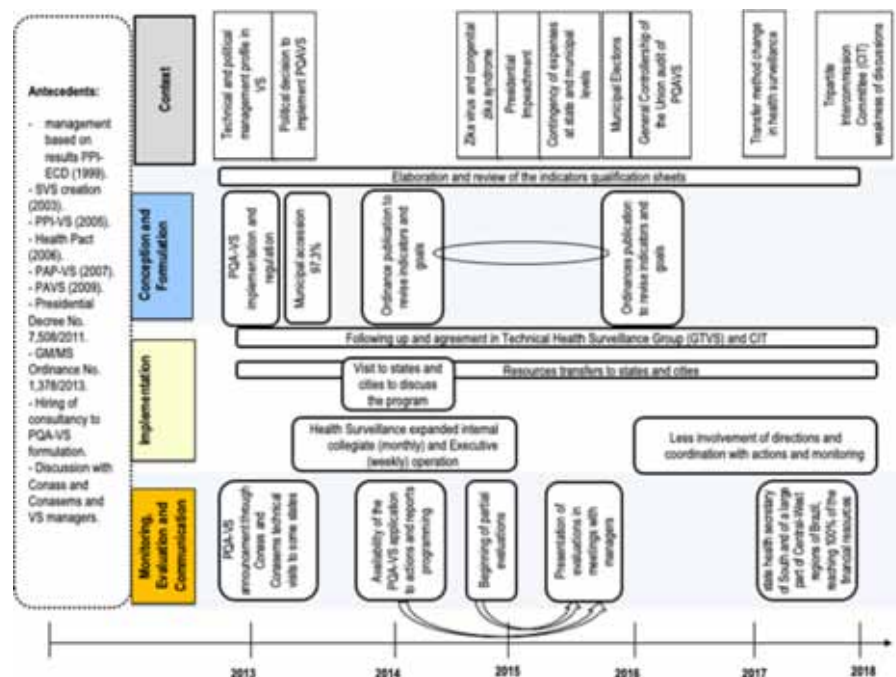 Antecedents:
- management
based on
results PPI-
ECD (1999).
- SVS creation
(2003).
- PPI-VS (2005).
- Health Pact
(2006).
- PAP-VS (2007).
- PAVS (2009).
- Presidential
Decree No.
7,508/2011.
- GM/MS
Ordinance No.
1,378/2013.
- Hiring of
consultancy to
PQA-VS
formulation.
- Discussion with
Conass and
Conasems and
VS managers.
Context
Technical and political
management profile in
VS
Political decision to
implement PQAVS
Zika virus and congenital
zika syndrome
Presidential
Impeachment
Contingency of expenses
at state and municipal
levels
Municipal Elections
General Controllership of
the Union audit of
PQAVS
Transfer method change
in health surveillance
Tripartite
Intercommission
Committee (CIT)
weakness of discussions
Elaboration and review of the indicators qualification sheets
Conception and
Formulation
PQA-VS
implementation and
regulation
Municipal accession
97.3%
Ordinance publication to
revise indicators and
goals
Ordinances publication
to revise indicators and
goals
Following up and agreement in Technical Health Surveillance Group (GTVS) and CIT
Implementation
Visit to states and
cities to discuss
the program
Resources transfers to states and cities
Health Surveillance expanded internal
collegiate (monthly) and Executive
(weekly) operation
Less involvement of directions and
coordination with actions and monitoring
Monitoring,
Evaluation and
Communication
PQA-VS
announcement through
Conass and
Conasems technical
visits to some states
Availability of the
PQA-VS application
to actions and reports
programming
Beginning of partial
evaluations
Presentation of
evaluations in
meetings with
managers
state health secretary
of South and of a large
part of Central-West
regions of Brazil,
reaching 100% of the
financial resources
2013
2014
2015
2016
2017
2018